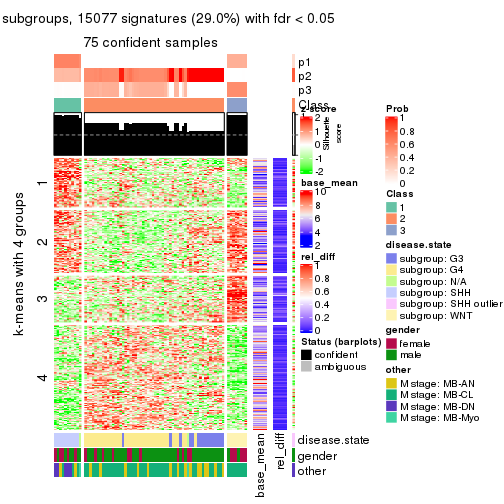 subgroups, 15077 signatures (29.0%) with fdr < 0.05
75 confident samples
p1
p2
p3
Class
z-score
2
1
0
-1
-2
Silhouette
score
k-means with 4 groups
1
2
3
4
base_mean
10
8
6
4
2
rel_diff
1
0.8
0.6
0.4
0.2
0
Status (barplots)
confident
ambiguous
disease.state
gender
other
base_mean
rel_diff
Prob
1
0.8
0.6
0.4
0.2
0
Class
1
2
3
disease.state
subgroup: G3
subgroup: G4
subgroup: N/A
subgroup: SHH
subgroup: SHH outlier
subgroup: WNT
gender
female
male
other
M stage: MB-AN
M stage: MB-CL
M stage: MB-DN
M stage: MB-Myo